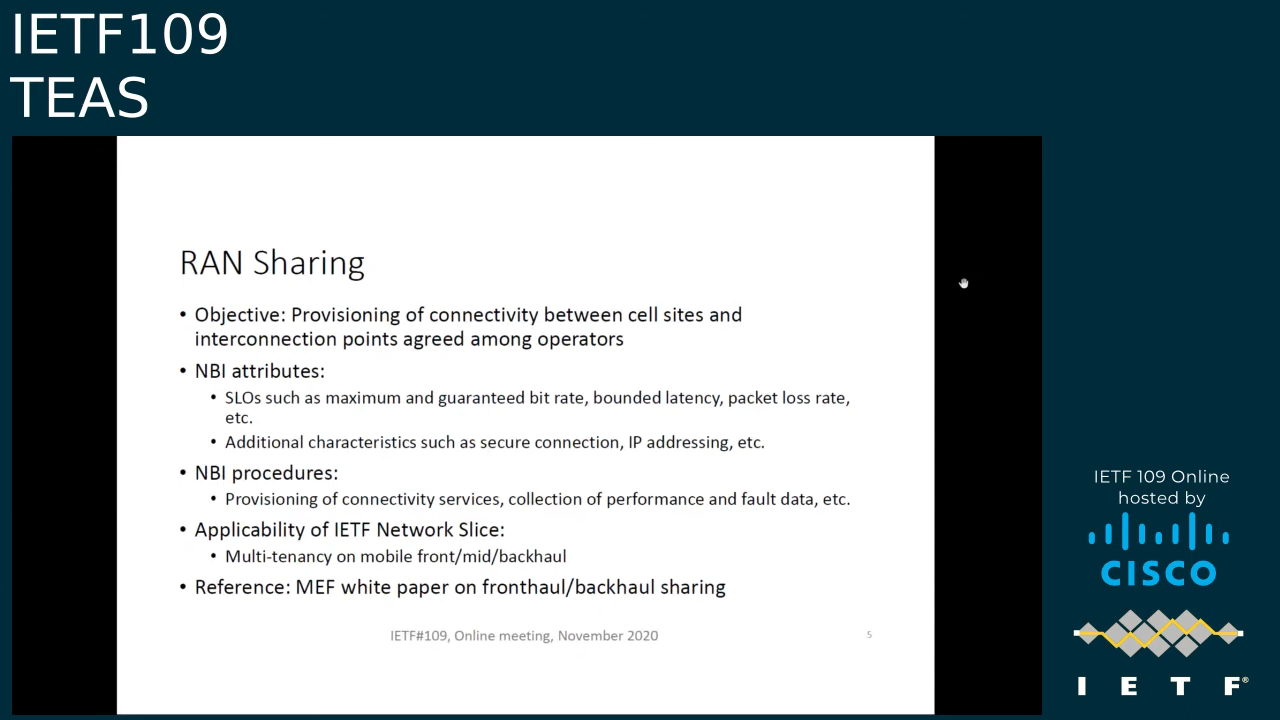 IETF109
TEAS
RAN Sharing
• Objective: Provisioning of connectivity between cell sites and
interconnection points agreed among operators
• NBI attributes:
• SLOs such as maximum and guaranteed bit rate, bounded latency, packet loss rate,
etc.
• Additional characteristics such as secure connection, IP addressing, etc.
• NBI procedures:
• Provisioning of connectivity services, collection of performance and fault data, etc.
• Applicability of IETF Network Slice:
• Multi-tenancy on mobile front/mid/backhaul
• Reference: MEF white paper on fronthaul/backhaul sharing
IETF#109, Online meeting, November 2020
5
IETF 109 Online
hosted by
CISCO
I E T F®